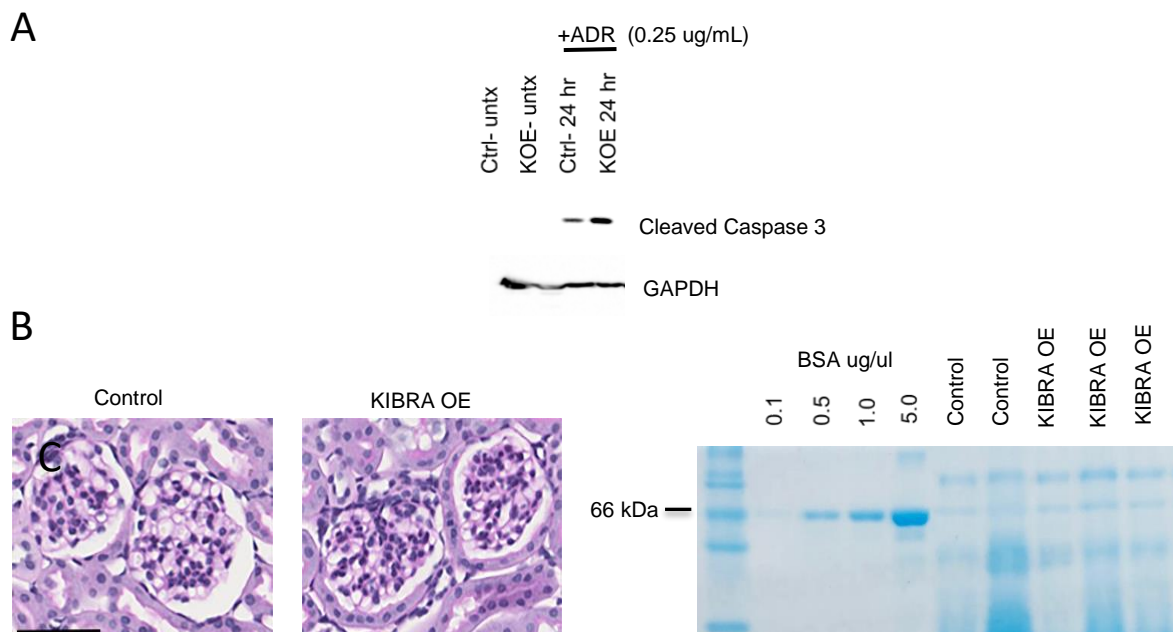 A
+ADR (0.25 ug/mL)
Ctrl- untx
KOE- untx
Ctrl- 24 hr
KOE 24 hr
Cleaved Caspase 3
GAPDH
B
Control
KIBRA OE
C
BSA ug/ul
0.1
0.5
1.0
5.0
Control
Control
KIBRA OE
KIBRA OE
KIBRA OE
66 kDa